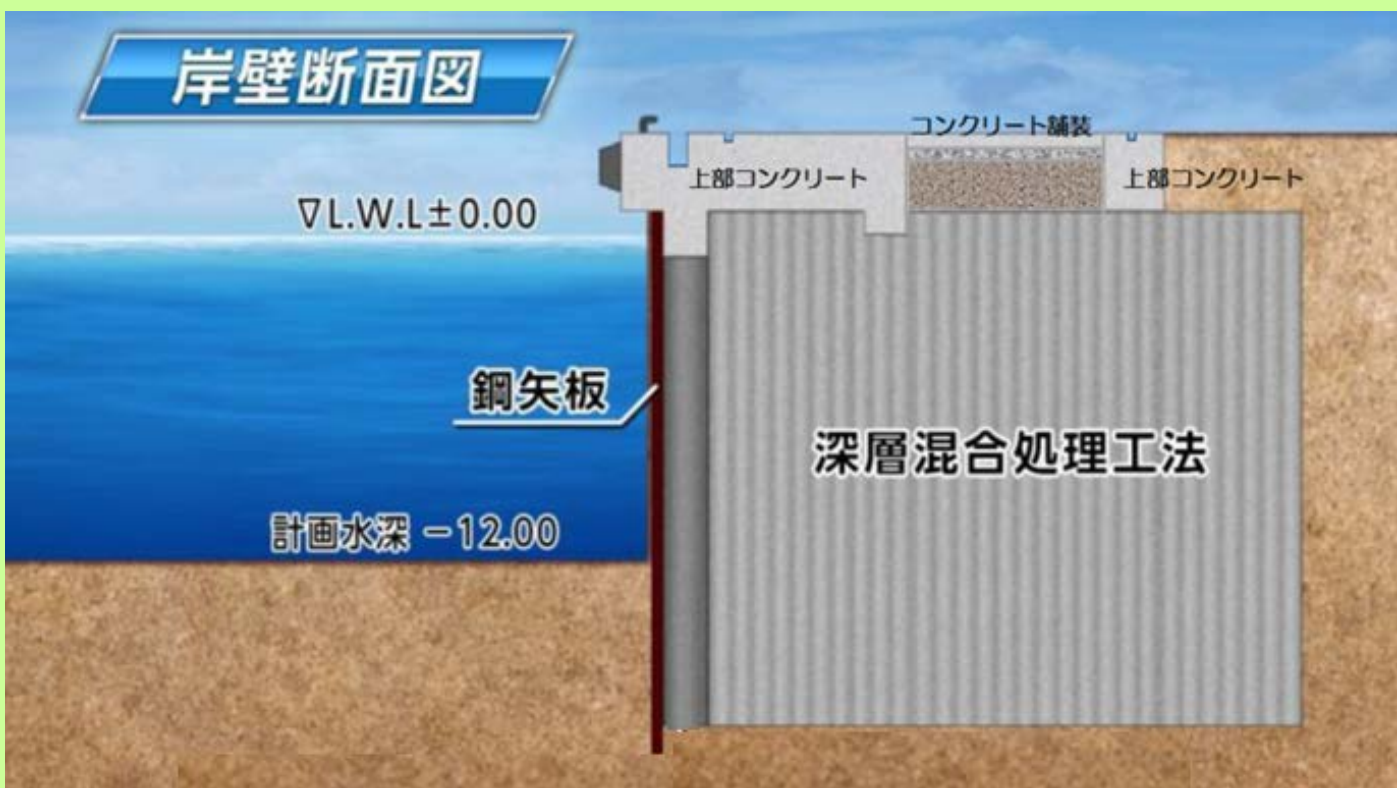 岸壁断面図
コンクリート舗装
上部コンクリート
上部コンクリート
∇L.W.L±0.00
鋼矢板
深層混合処理工法
計画水深 −12.00